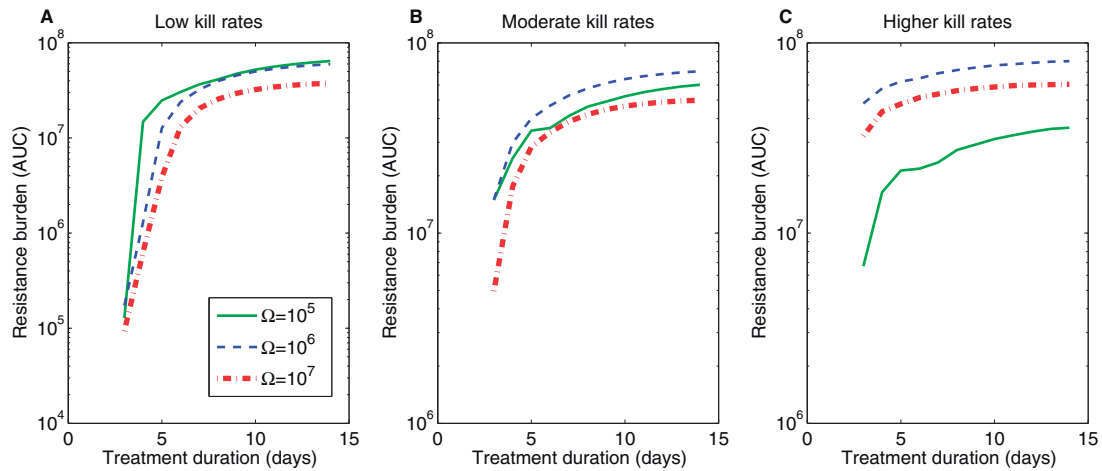 A Low kill rates
Resistance burden (AUC)
10^8
10^7
10^6
10^5
10^4
0 5 10 15
Treatment duration (days)
Ω=10^5
Ω=10^6
Ω=10^7
B Moderate kill rates
Resistance burden (AUC)
10^8
10^7
10^6
0 5 10 15
Treatment duration (days)
C Higher kill rates
Resistance burden (AUC)
10^8
10^7
10^6
0 5 10 15
Treatment duration (days)